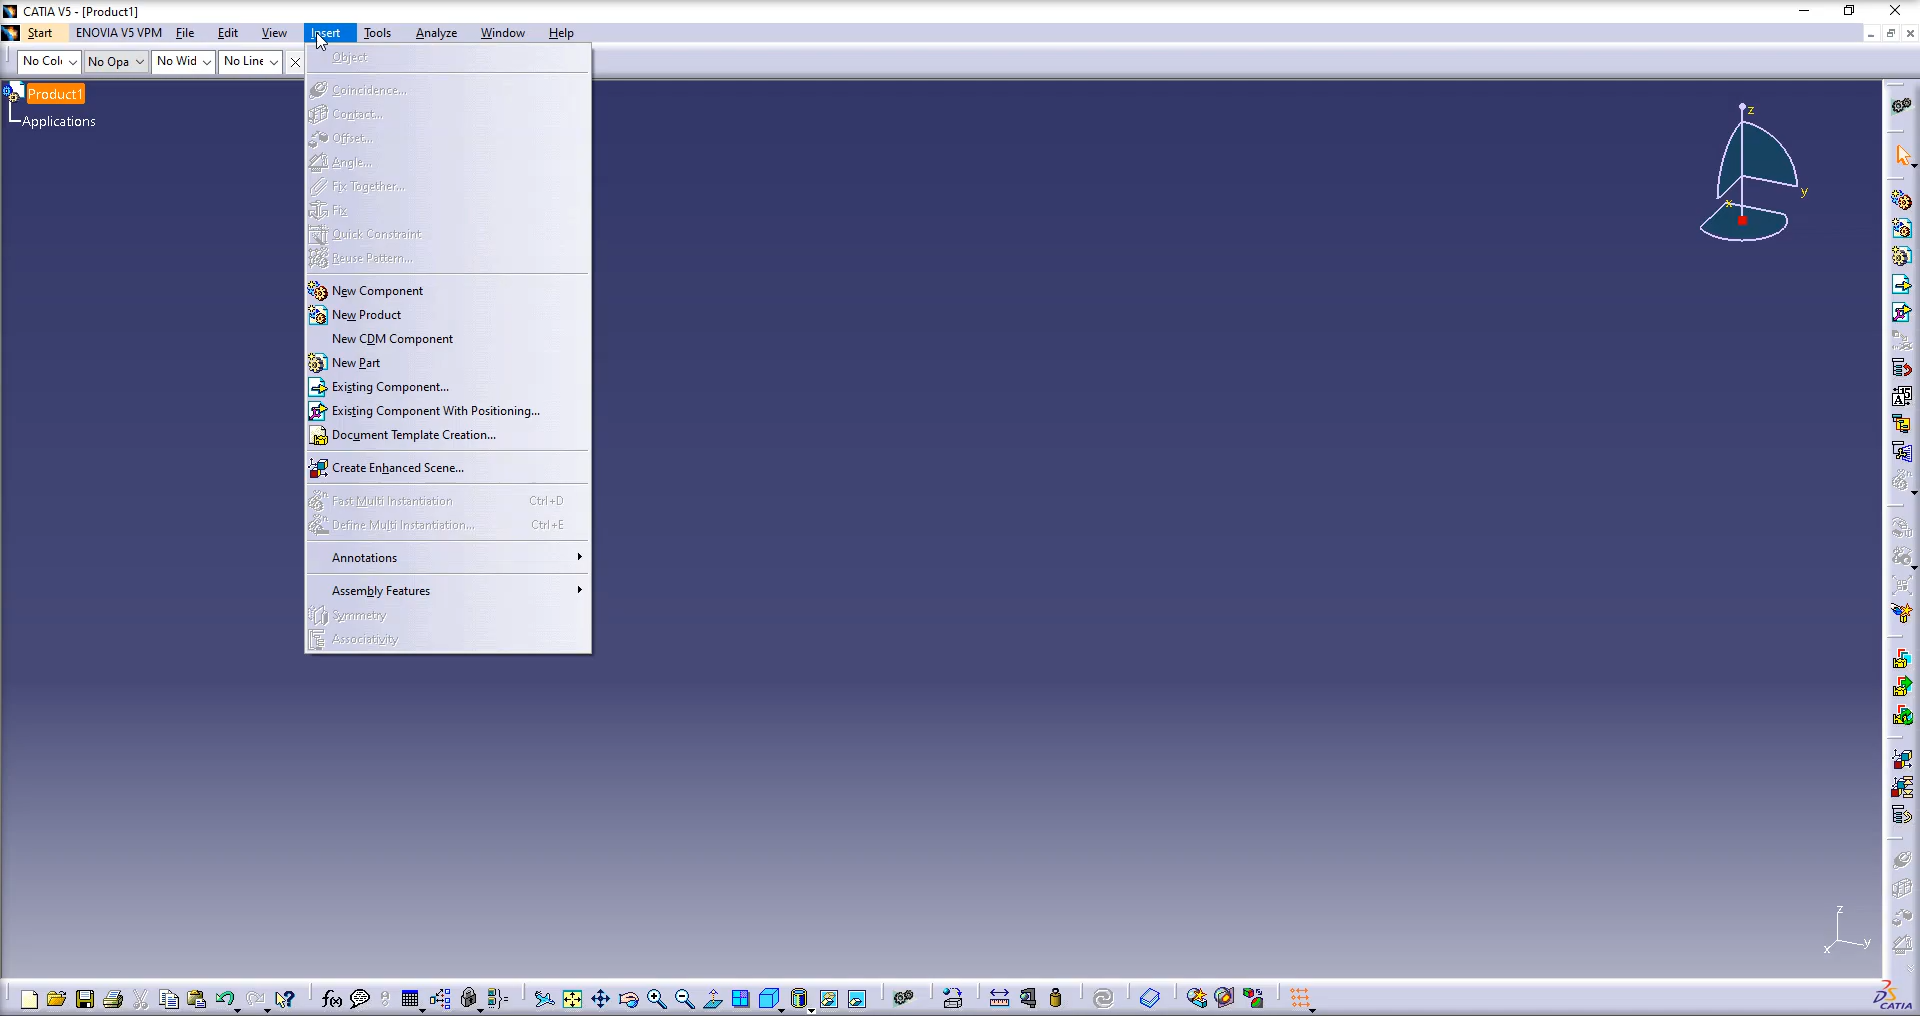 CATIA V5 - [Product1]
Start ENOVIA V5 VPM File Edit View Insert Tools Analyze Window Help
No Col No Opa No Wid No Line
Object
Product1
Applications
Coincidence...
Contact...
Offset...
Angle...
Fix Together...
Fix
Quick Constraint
Reuse Pattern...
New Component
New Product
New CDM Component
New Part
Existing Component...
Existing Component With Positioning...
Document Template Creation...
Create Enhanced Scene...
Fast Multi Instantiation Ctrl+D
Define Multi Instantiation... Ctrl+E
Annotations
Assembly Features
Symmetry
Associativity
z
y
x
z
x y
f(x)
CATIA